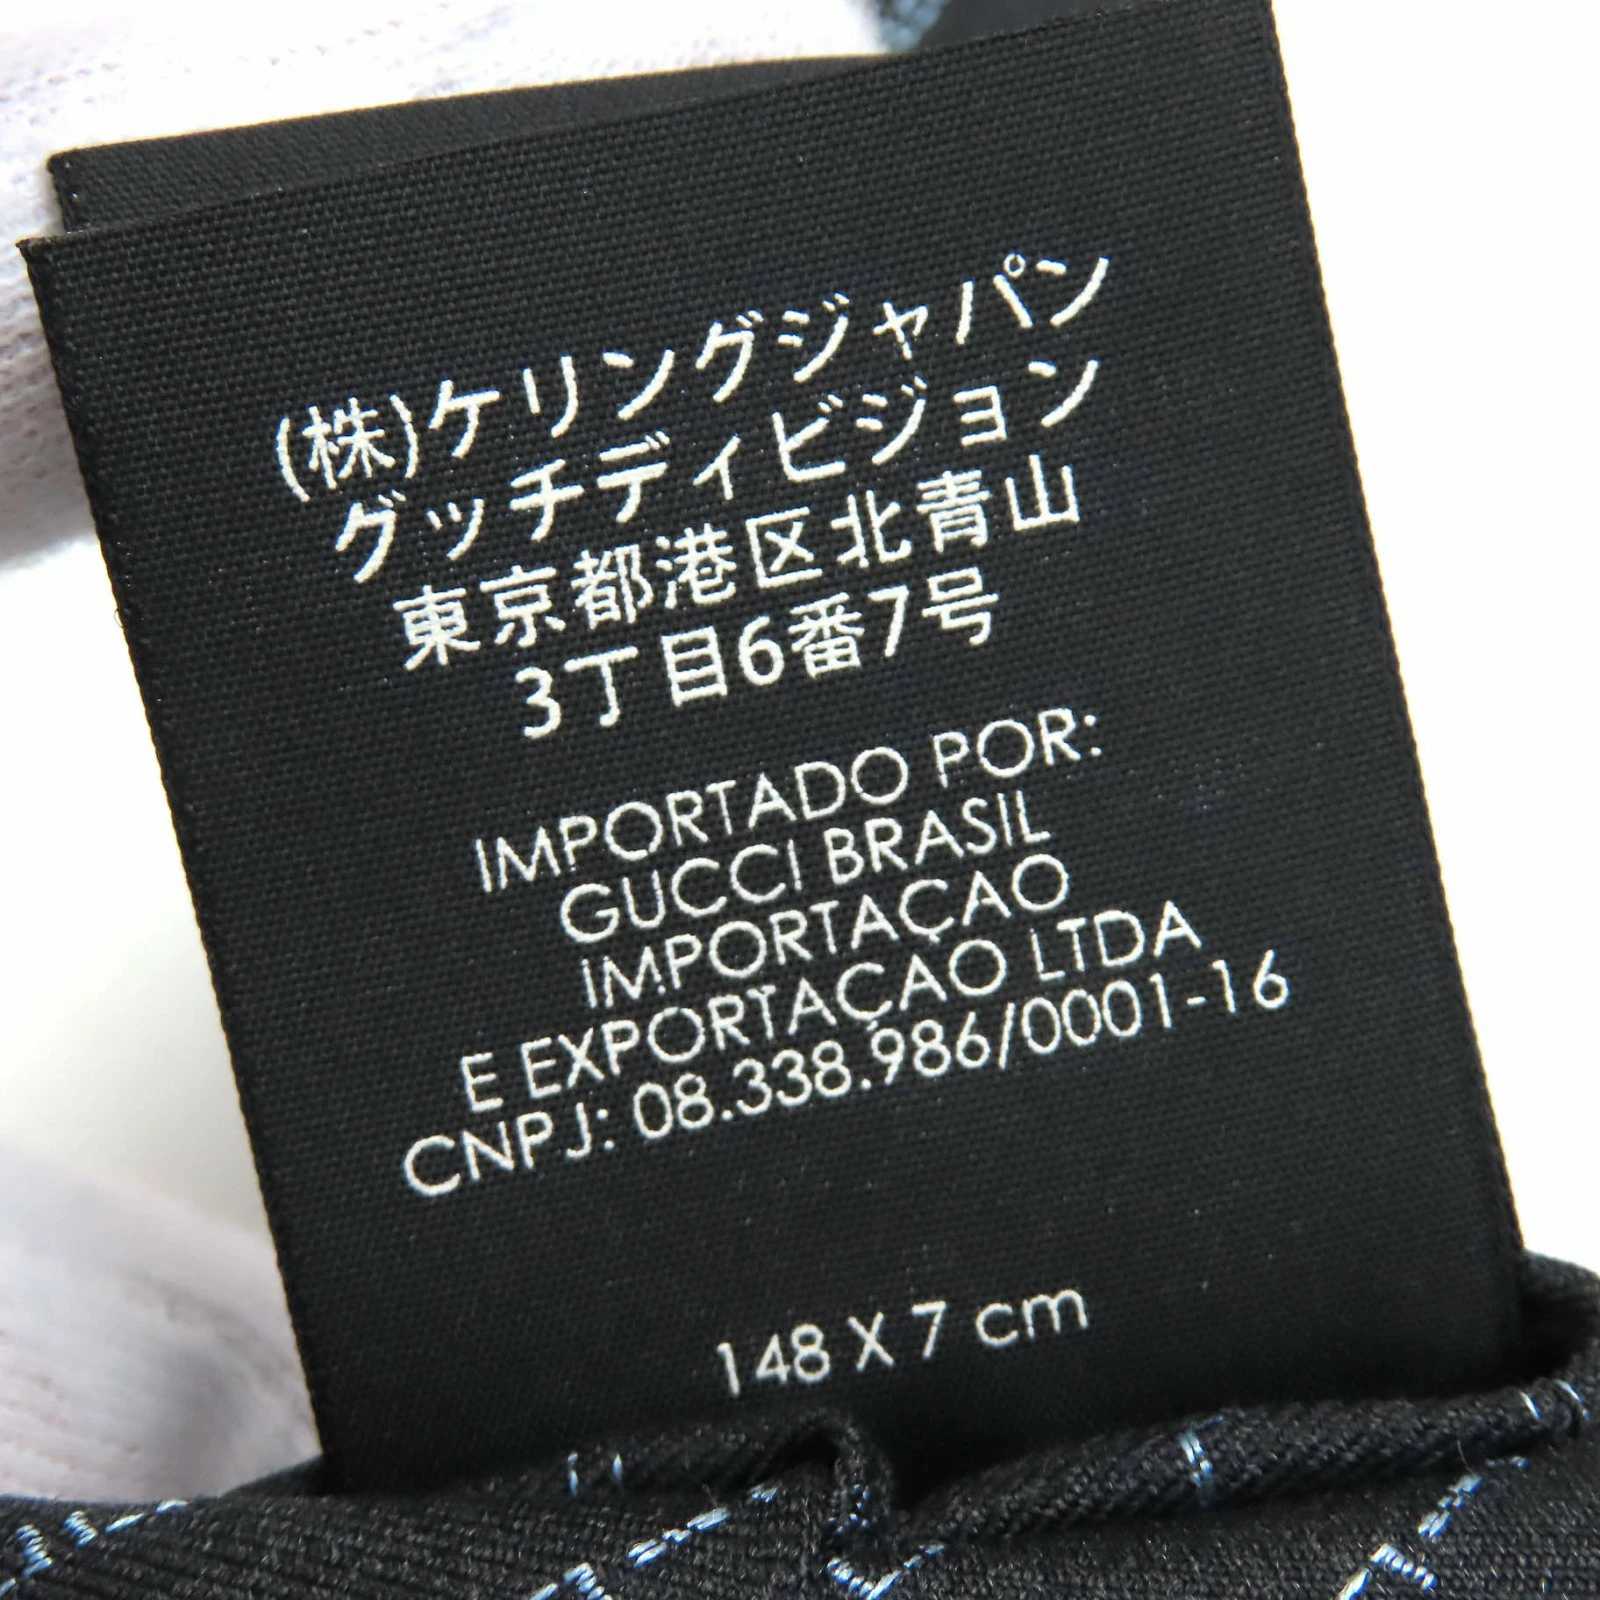 (株)ケリングジャパン
グッチディビジョン
東京都港区北青山
3丁目6番7号
IMPORTADO POR:
GUCCI BRASIL
IMPORTAÇAO
E EXPORTAÇAO LTDA
CNPJ: 08.338.986/0001-16
148 X 7 cm